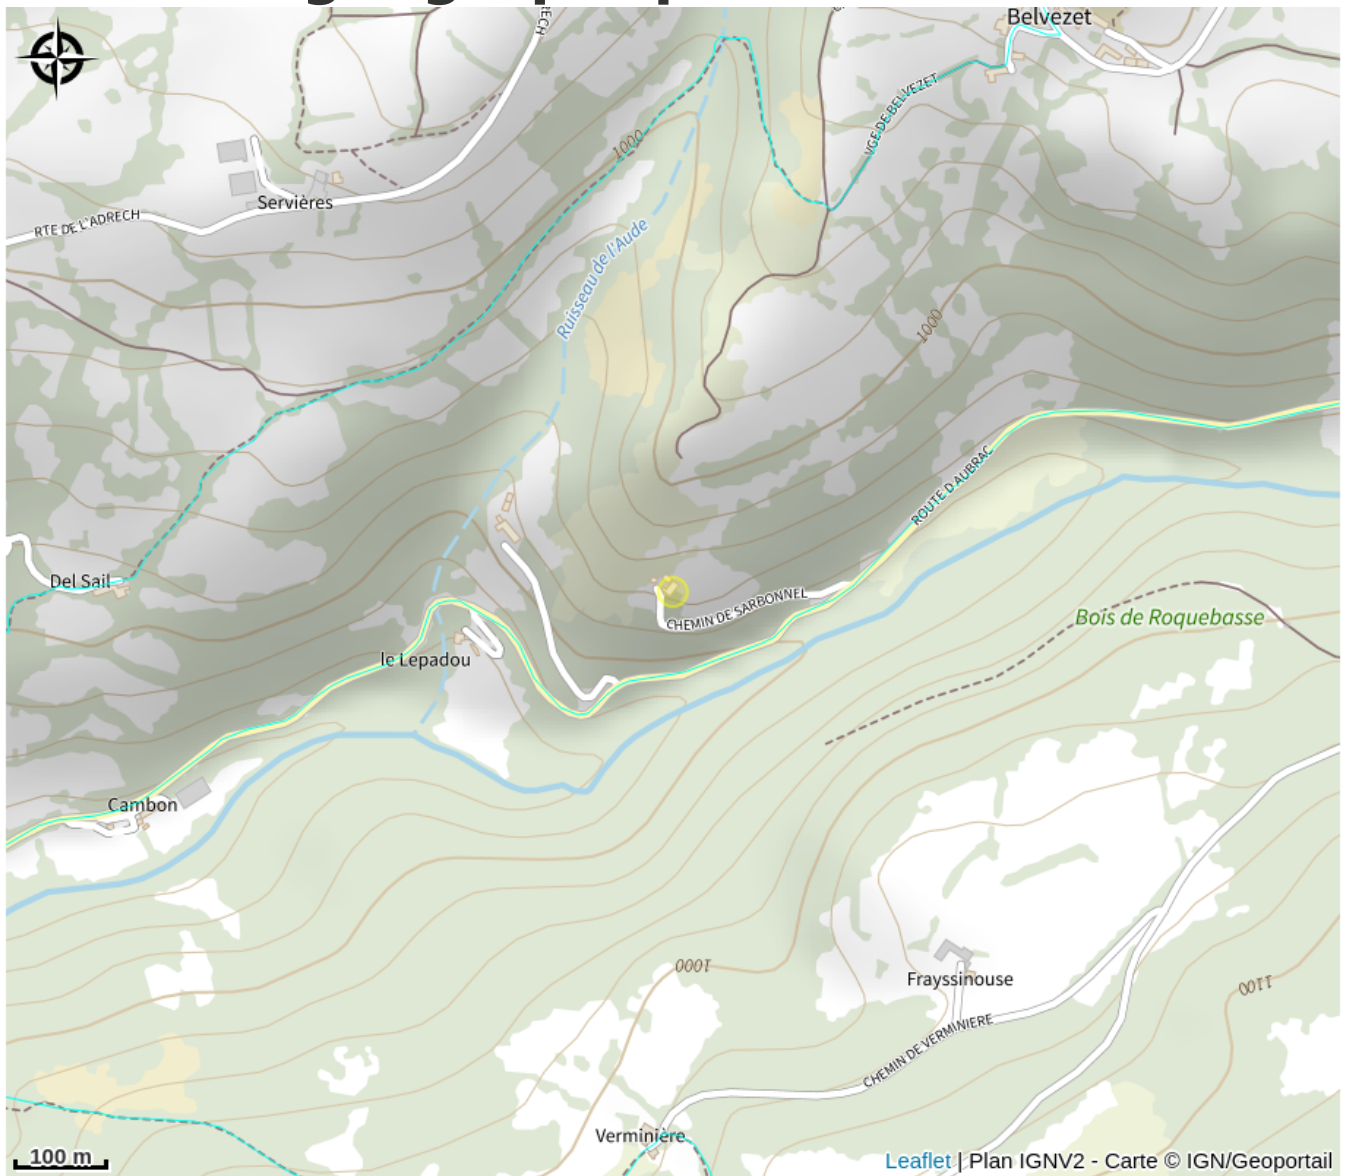 Belvezet
VGE DE BELVEZET
1000
Servières
RTE DE L'ADRECH
Ruisseau de l'Aude
1000
ROUTE D'AUBRAC
Del Sail
CHEMIN DE SARBONNEL
Bois de Roquebasse
le Lepadou
Cambon
1000
Frayssinouse
1100
CHEMIN DE VERMINIERE
Verminière
100 m
Leaflet | Plan IGNV2 - Carte © IGN/Geoportail